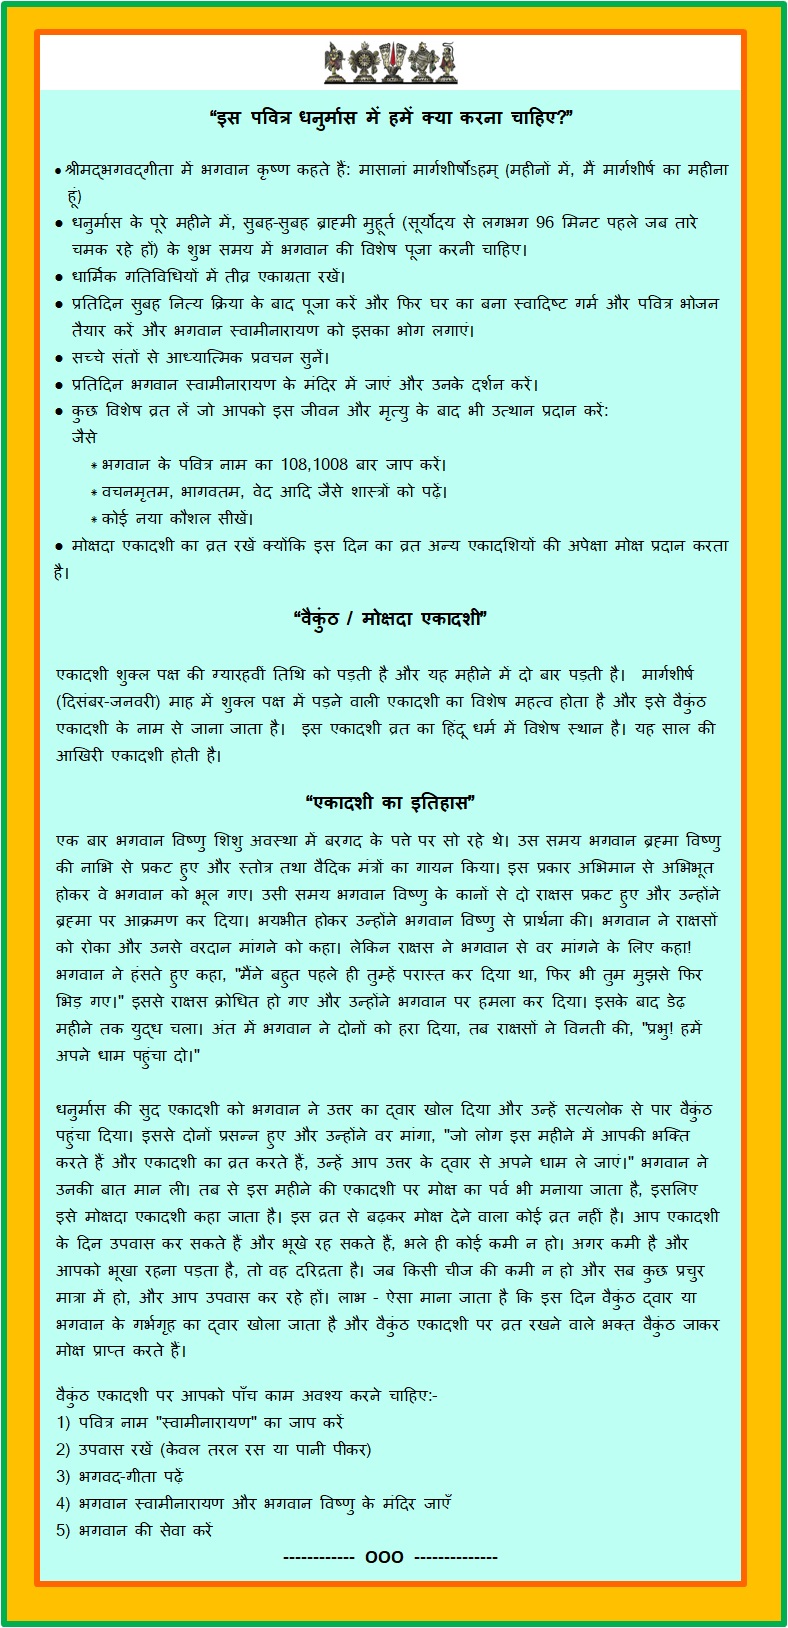 “इस पवित्र धनुर्मास में हमें क्या करना चाहिए?”
• श्रीमद्भगवद्गीता में भगवान कृष्ण कहते हैं: मासानां मार्गशीर्षोऽहम् (महीनों में, मैं मार्गशीर्ष का महीना
हूं)
● धनुर्मास के पूरे महीने में, सुबह-सुबह ब्राह्मी मुहूर्त (सूर्योदय से लगभग 96 मिनट पहले जब तारे
चमक रहे हों) के शुभ समय में भगवान की विशेष पूजा करनी चाहिए।
● धार्मिक गतिविधियों में तीव्र एकाग्रता रखें।
● प्रतिदिन सुबह नित्य क्रिया के बाद पूजा करें और फिर घर का बना स्वादिष्ट गर्म और पवित्र भोजन
तैयार करें और भगवान स्वामीनारायण को इसका भोग लगाएं।
● सच्चे संतों से आध्यात्मिक प्रवचन सुनें।
● प्रतिदिन भगवान स्वामीनारायण के मंदिर में जाएं और उनके दर्शन करें।
● कुछ विशेष व्रत लें जो आपको इस जीवन और मृत्यु के बाद भी उत्थान प्रदान करें:
जैसे
* भगवान के पवित्र नाम का 108,1008 बार जाप करें।
* वचनमृतम, भागवतम, वेद आदि जैसे शास्त्रों को पढ़ें।
* कोई नया कौशल सीखें।
● मोक्षदा एकादशी का व्रत रखें क्योंकि इस दिन का व्रत अन्य एकादशियों की अपेक्षा मोक्ष प्रदान करता
है।
“वैकुंठ / मोक्षदा एकादशी”
एकादशी शुक्ल पक्ष की ग्यारहवीं तिथि को पड़ती है और यह महीने में दो बार पड़ती है। मार्गशीर्ष
(दिसंबर-जनवरी) माह में शुक्ल पक्ष में पड़ने वाली एकादशी का विशेष महत्व होता है और इसे वैकुंठ
एकादशी के नाम से जाना जाता है। इस एकादशी व्रत का हिंदू धर्म में विशेष स्थान है। यह साल की
आखिरी एकादशी होती है।
“एकादशी का इतिहास”
एक बार भगवान विष्णु शिशु अवस्था में बरगद के पत्ते पर सो रहे थे। उस समय भगवान ब्रह्मा विष्णु
की नाभि से प्रकट हुए और स्तोत्र तथा वैदिक मंत्रों का गायन किया। इस प्रकार अभिमान से अभिभूत
होकर वे भगवान को भूल गए। उसी समय भगवान विष्णु के कानों से दो राक्षस प्रकट हुए और उन्होंने
ब्रह्मा पर आक्रमण कर दिया। भयभीत होकर उन्होंने भगवान विष्णु से प्रार्थना की। भगवान ने राक्षसों
को रोका और उनसे वरदान मांगने को कहा। लेकिन राक्षस ने भगवान से वर मांगने के लिए कहा!
भगवान ने हंसते हुए कहा, "मैंने बहुत पहले ही तुम्हें परास्त कर दिया था, फिर भी तुम मुझसे फिर
भिड़ गए।" इससे राक्षस क्रोधित हो गए और उन्होंने भगवान पर हमला कर दिया। इसके बाद डेढ़
महीने तक युद्ध चला। अंत में भगवान ने दोनों को हरा दिया, तब राक्षसों ने विनती की, "प्रभु! हमें
अपने धाम पहुंचा दो।"
धनुर्मास की सुद एकादशी को भगवान ने उत्तर का द्वार खोल दिया और उन्हें सत्यलोक से पार वैकुंठ
पहुंचा दिया। इससे दोनों प्रसन्न हुए और उन्होंने वर मांगा, "जो लोग इस महीने में आपकी भक्ति
करते हैं और एकादशी का व्रत करते हैं, उन्हें आप उत्तर के द्वार से अपने धाम ले जाएं।" भगवान ने
उनकी बात मान ली। तब से इस महीने की एकादशी पर मोक्ष का पर्व भी मनाया जाता है, इसलिए
इसे मोक्षदा एकादशी कहा जाता है। इस व्रत से बढ़कर मोक्ष देने वाला कोई व्रत नहीं है। आप एकादशी
के दिन उपवास कर सकते हैं और भूखे रह सकते हैं, भले ही कोई कमी न हो। अगर कमी है और
आपको भूखा रहना पड़ता है, तो वह दरिद्रता है। जब किसी चीज की कमी न हो और सब कुछ प्रचुर
मात्रा में हो, और आप उपवास कर रहे हों। लाभ - ऐसा माना जाता है कि इस दिन वैकुंठ द्वार या
भगवान के गर्भगृह का द्वार खोला जाता है और वैकुंठ एकादशी पर व्रत रखने वाले भक्त वैकुंठ जाकर
मोक्ष प्राप्त करते हैं।
वैकुंठ एकादशी पर आपको पाँच काम अवश्य करने चाहिए:-
1) पवित्र नाम "स्वामीनारायण" का जाप करें
2) उपवास रखें (केवल तरल रस या पानी पीकर)
3) भगवद-गीता पढ़ें
4) भगवान स्वामीनारायण और भगवान विष्णु के मंदिर जाएँ
5) भगवान की सेवा करें
------------ OOO --------------